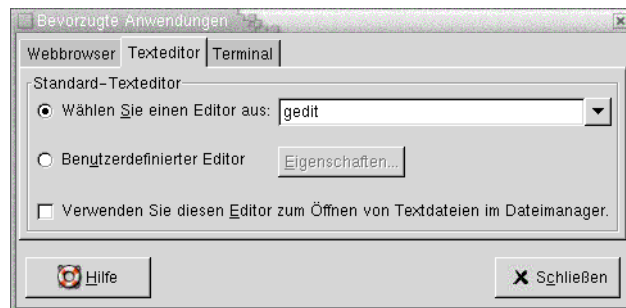 Bevorzugte Anwendungen
Webbrowser Texteditor Terminal
Standard-Texteditor
Wählen Sie einen Editor aus: gedit
Benutzerdefinierter Editor Eigenschaften...
Verwenden Sie diesen Editor zum Öffnen von Textdateien im Dateimanager.
Hilfe Schließen